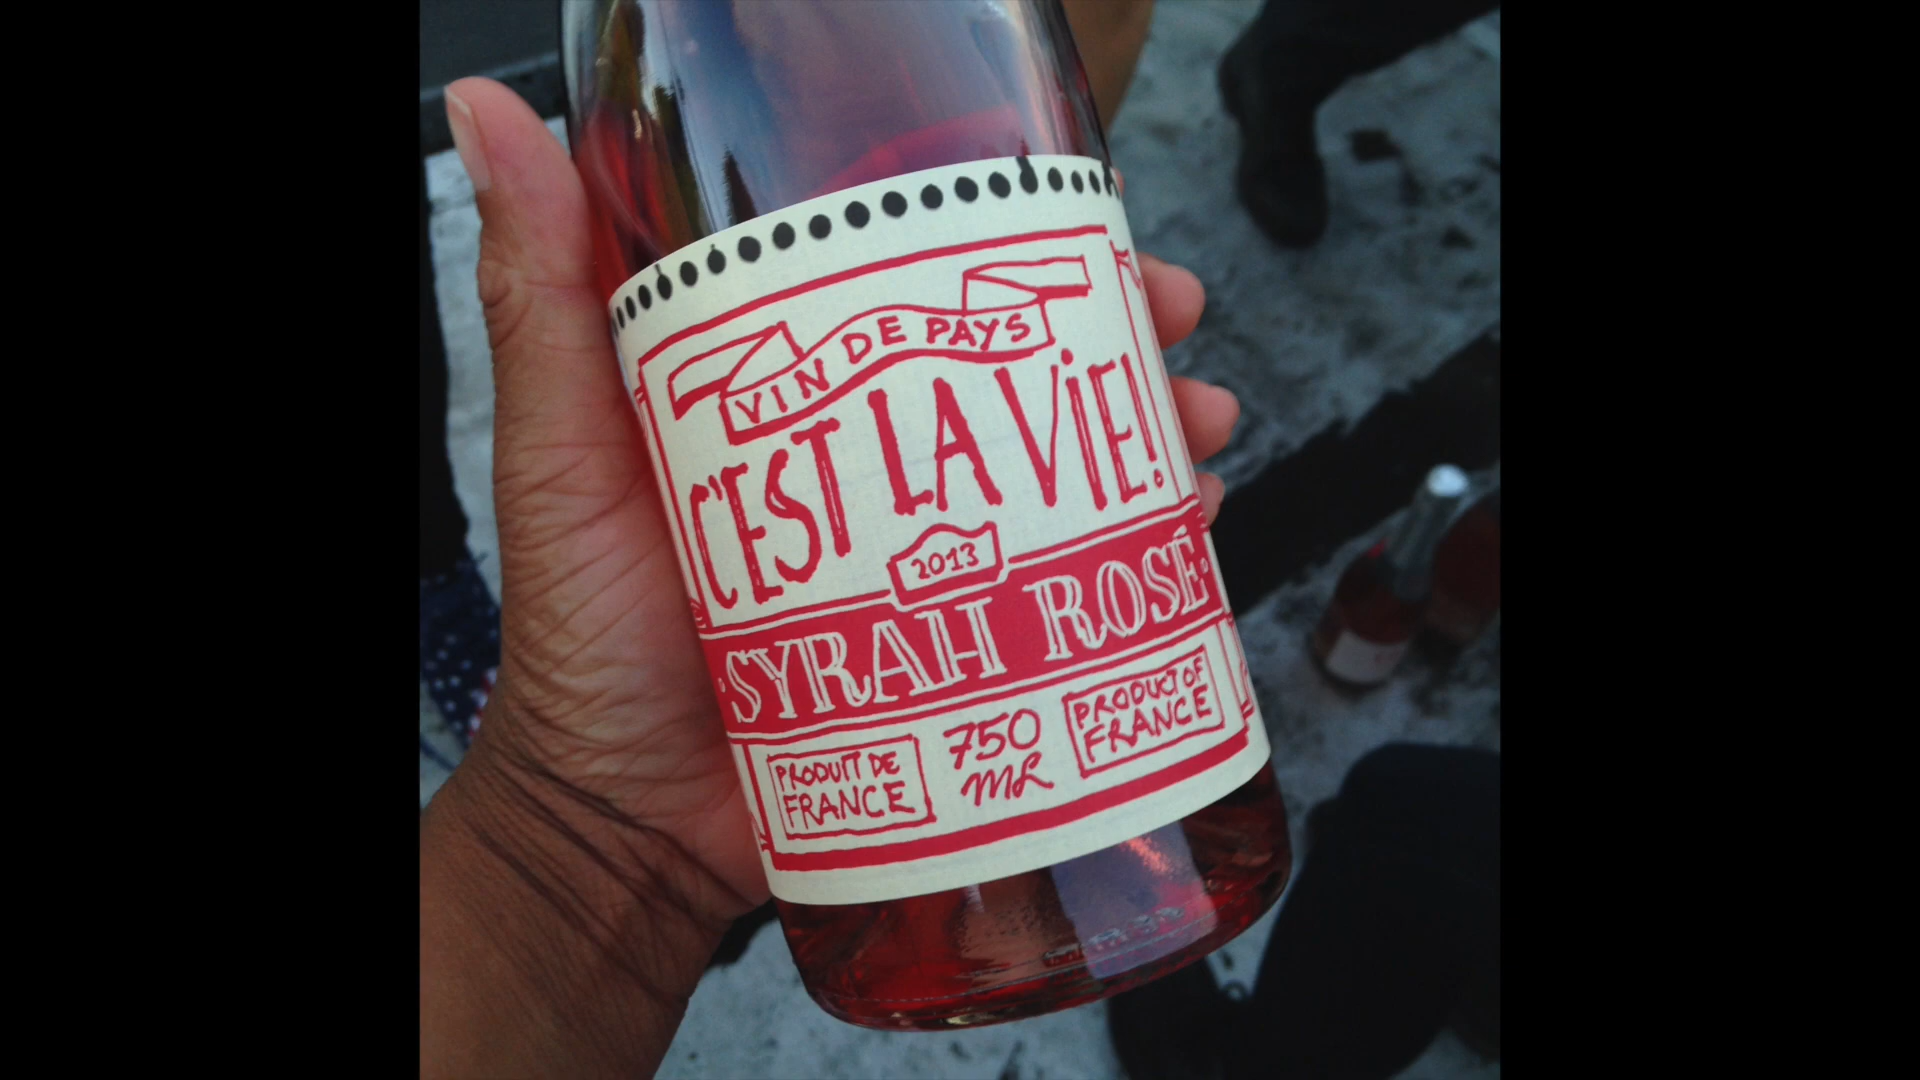 VIN DE PAYS
C'EST LA ViE!
2013
·SYRAH ROSÉ·
PRODUIT DE
FRANCE
750
ML
PRODUCT OF
FRANCE